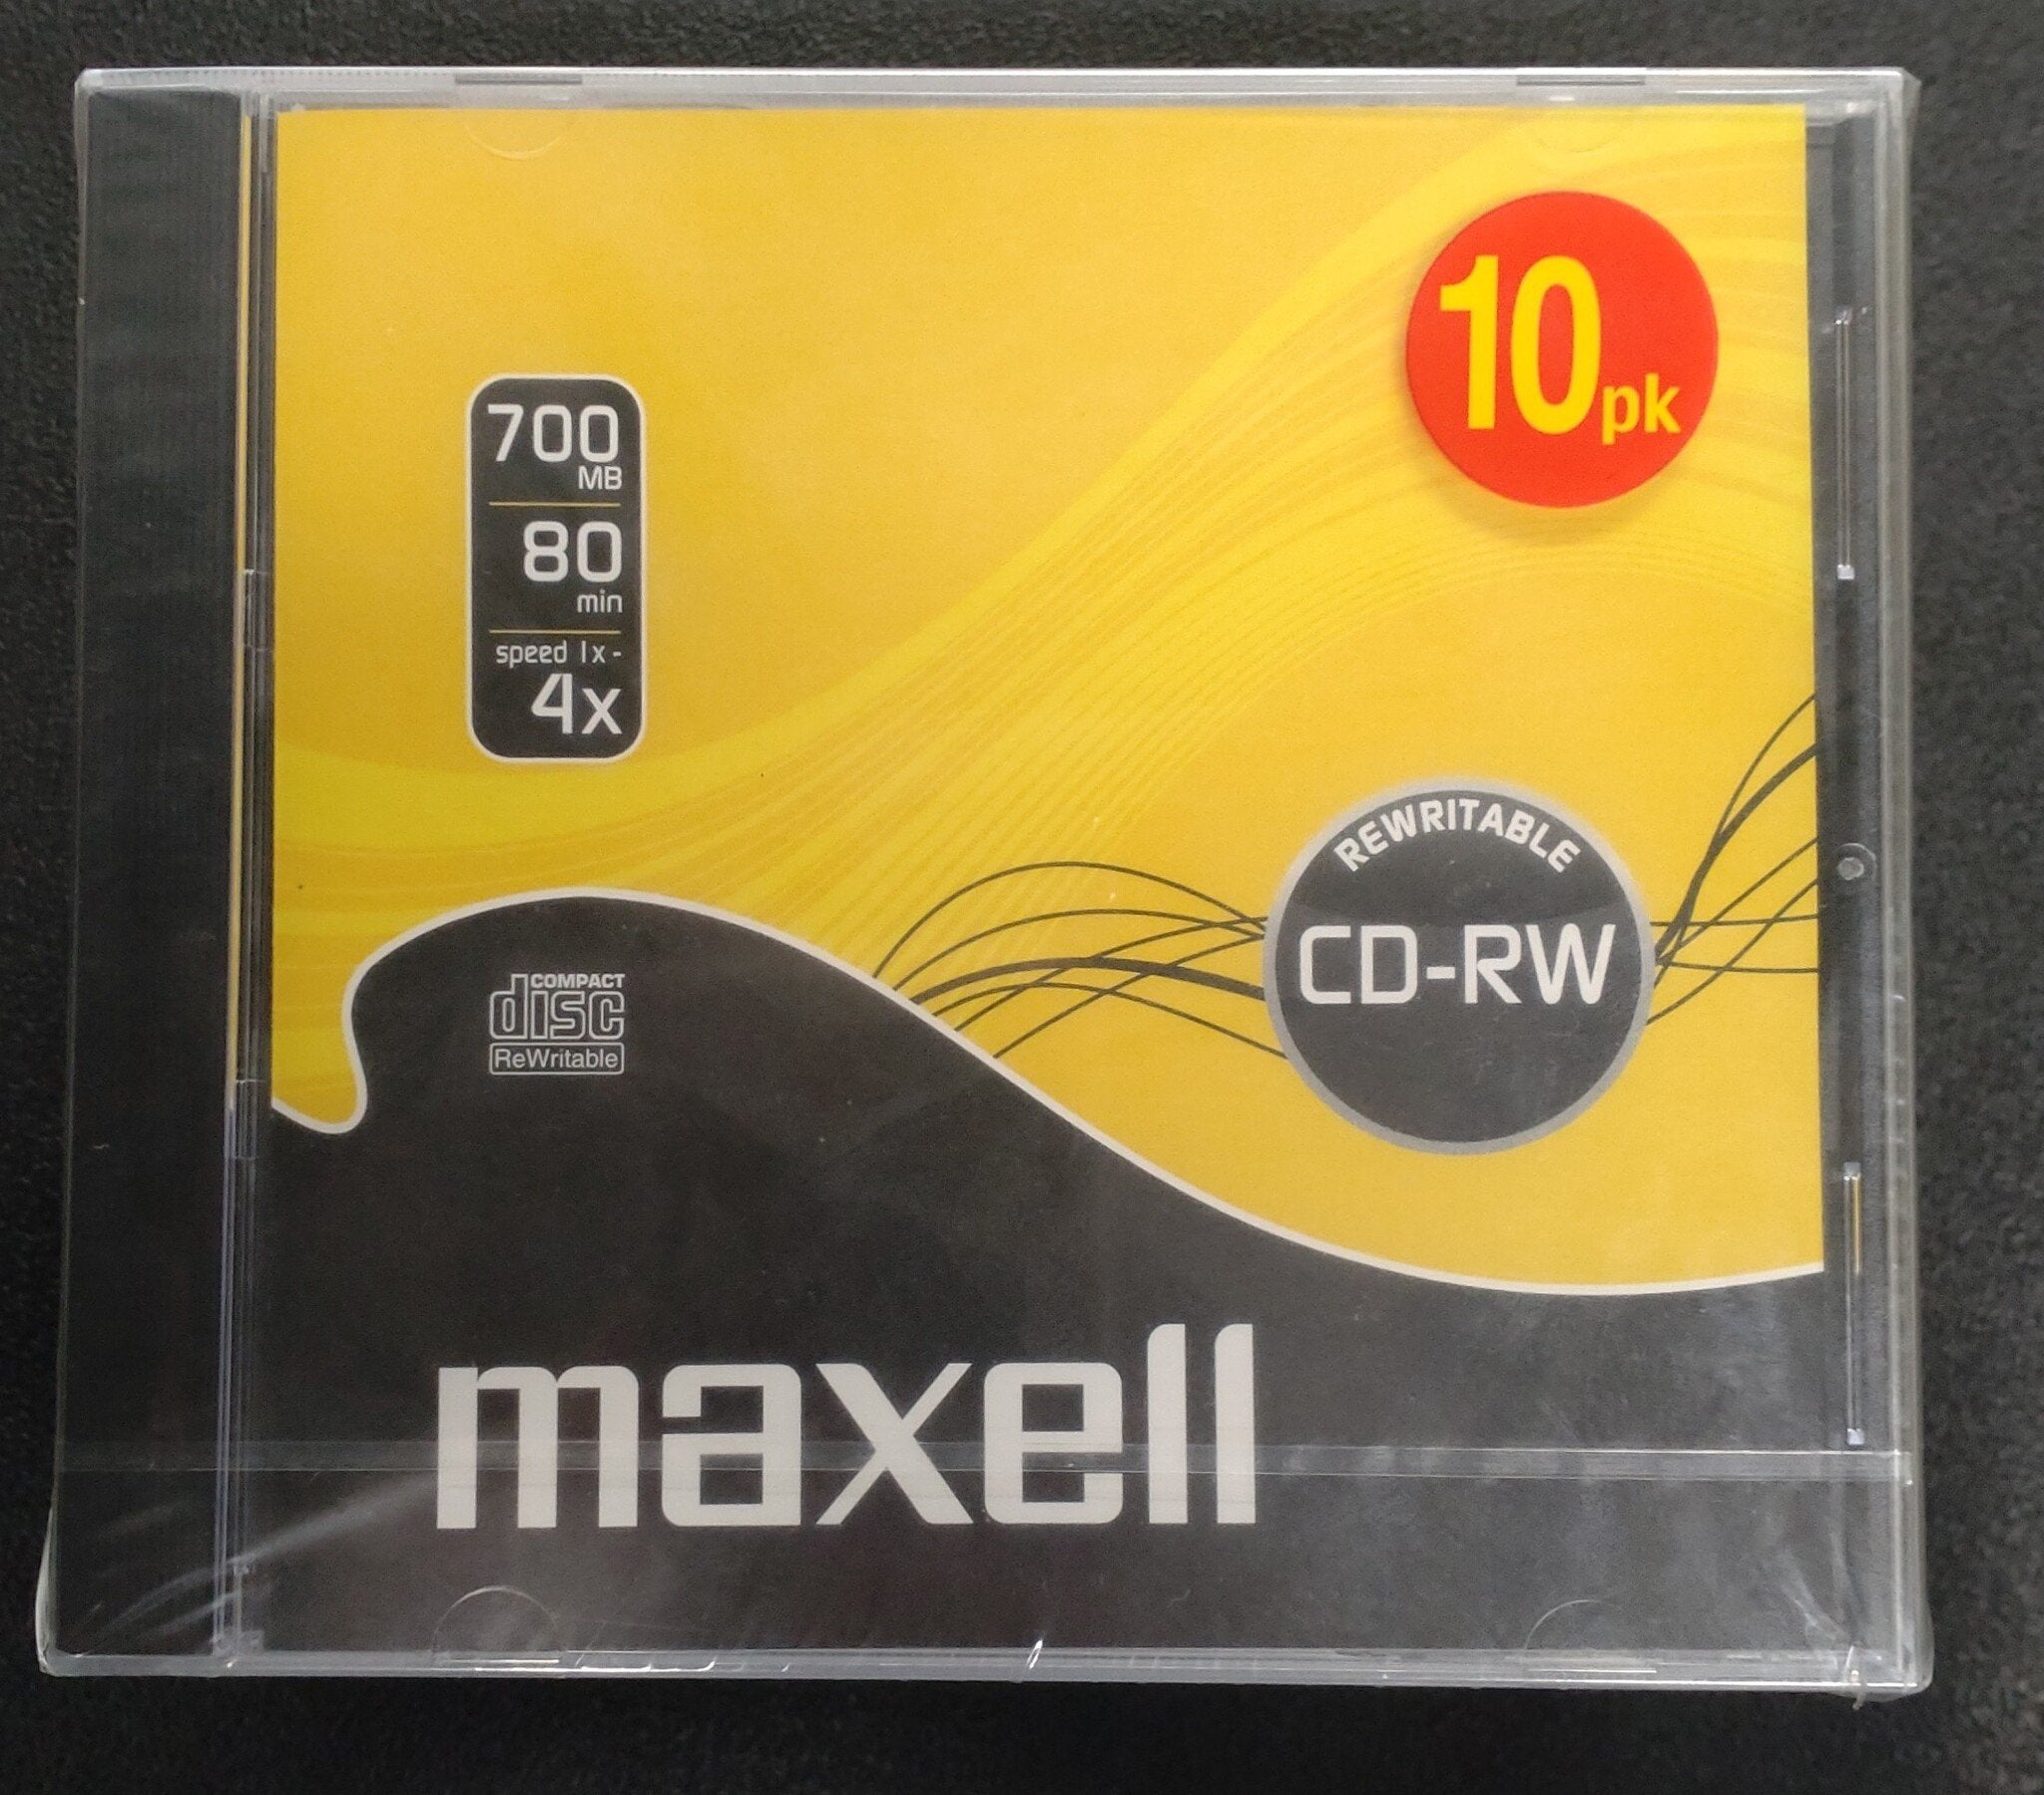 10pk
700
MB
80
min
speed 1x-
4x
REWRITABLE
CD-RW
COMPACT
disc
ReWritable
maxell